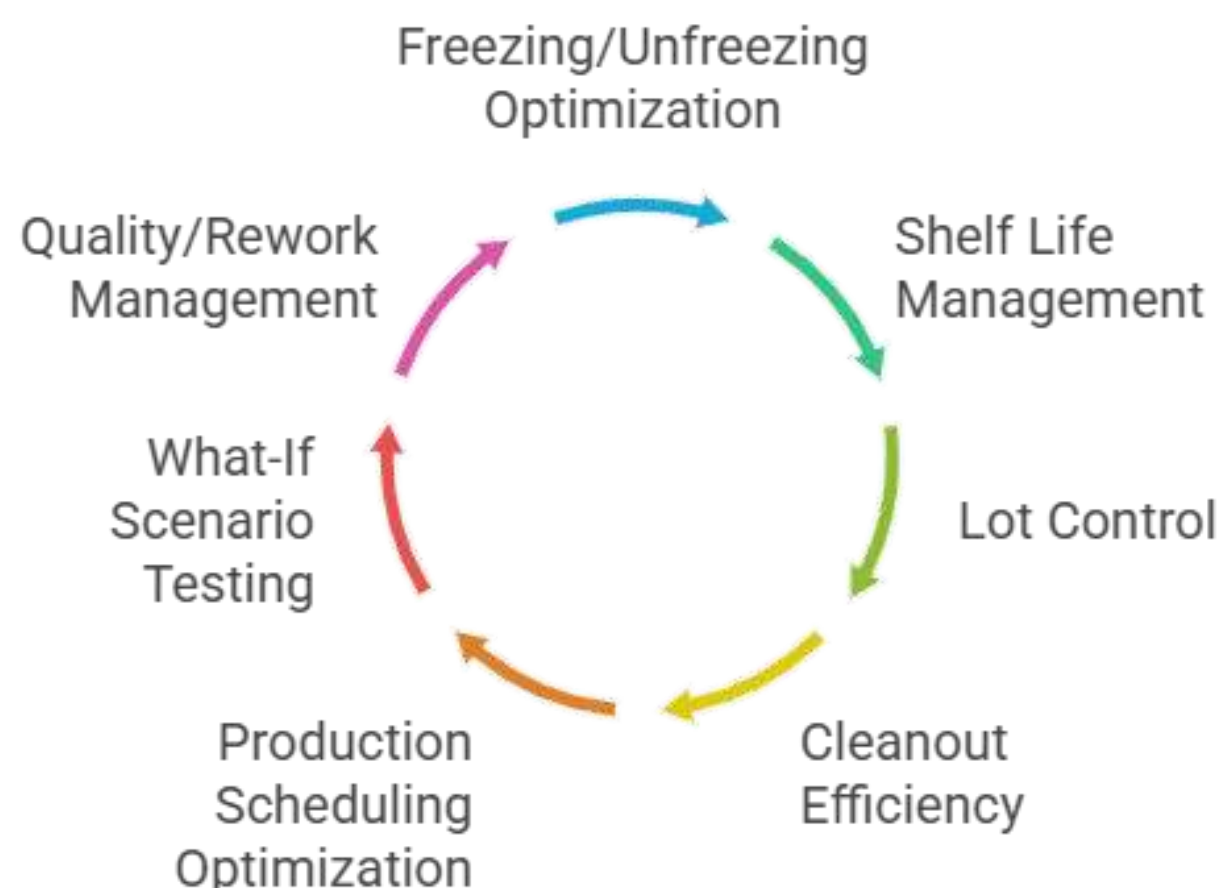 Freezing/Unfreezing
Optimization
Shelf Life
Management
Lot Control
Cleanout
Efficiency
Production
Scheduling
Optimization
What-If
Scenario
Testing
Quality/Rework
Management